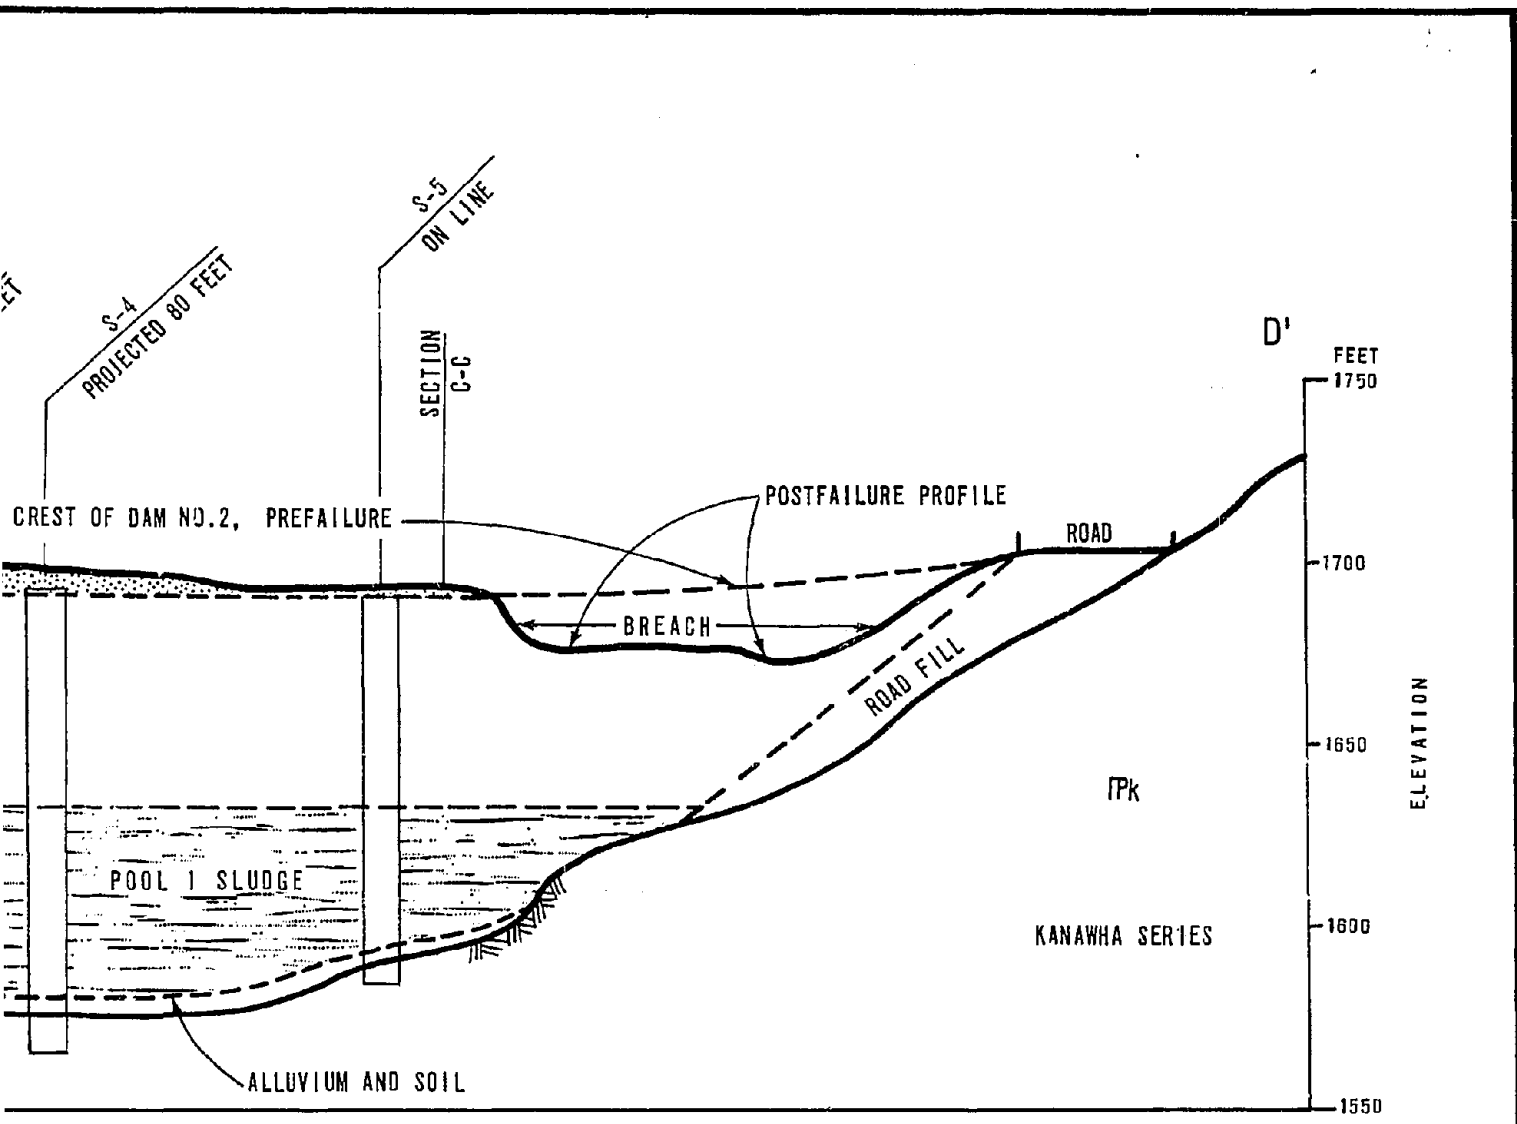 S-5
ON LINE
S-4
PROJECTED 80 FEET
SECTION
C-C
D'
FEET
1750
CREST OF DAM NO.2, PREFAILURE
POSTFAILURE PROFILE
ROAD
1700
BREACH
ROAD FILL
1650
ELEVATION
ℙk
POOL 1 SLUDGE
1600
KANAWHA SERIES
ALLUVIUM AND SOIL
1550